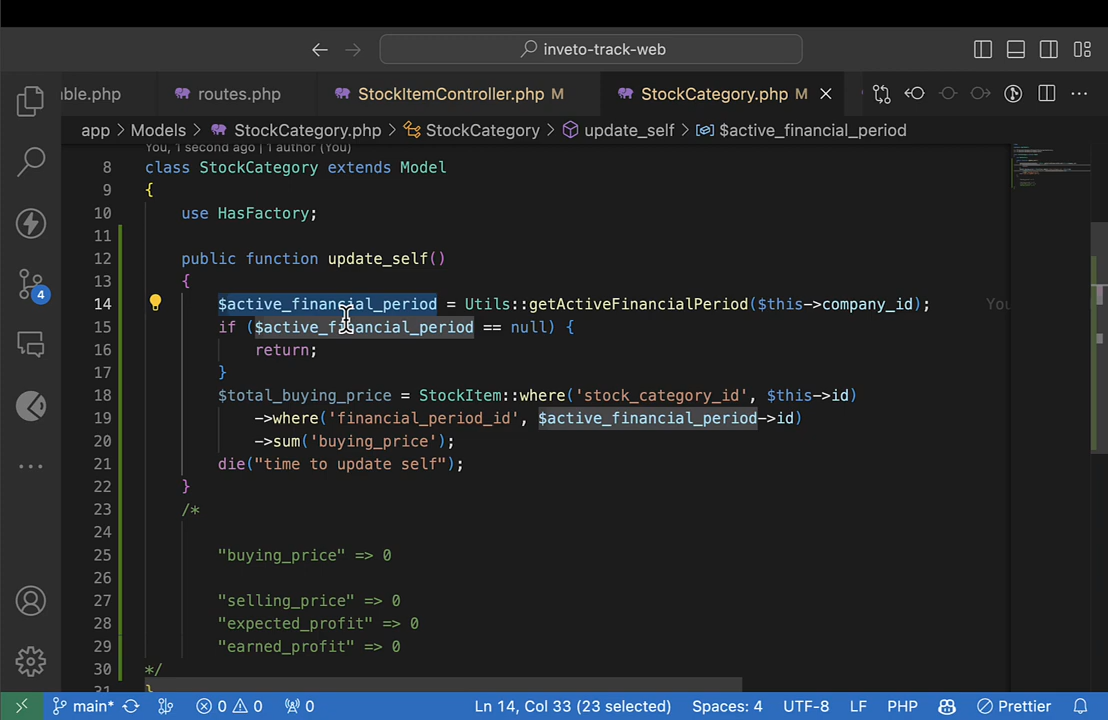 inveto-track-web
ble.php
routes.php
StockItemController.php M
StockCategory.php M
app > Models > StockCategory.php > StockCategory > update_self > $active_financial_period
You, 1 second ago | 1 author (You)
8 class StockCategory extends Model
9 {
10 use HasFactory;
11
12 public function update_self()
13 {
14 $active_financial_period = Utils::getActiveFinancialPeriod($this->company_id); You
15 if ($active_financial_period == null) {
16 return;
17 }
18 $total_buying_price = StockItem::where('stock_category_id', $this->id)
19 ->where('financial_period_id', $active_financial_period->id)
20 ->sum('buying_price');
21 die("time to update self");
22 }
23 /*
24
25 "buying_price" => 0
26
27 "selling_price" => 0
28 "expected_profit" => 0
29 "earned_profit" => 0
30 */
31 }
4
main* 0 0 0 Ln 14, Col 33 (23 selected) Spaces: 4 UTF-8 LF PHP Prettier